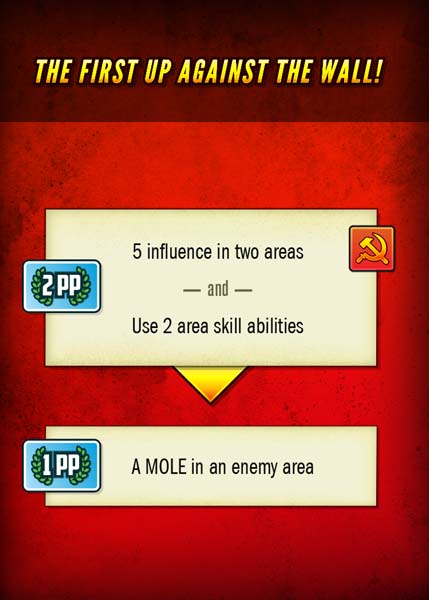 THE FIRST UP AGAINST THE WALL!
5 influence in two areas
— and —
2 PP
Use 2 area skill abilities
1 PP
A MOLE in an enemy area